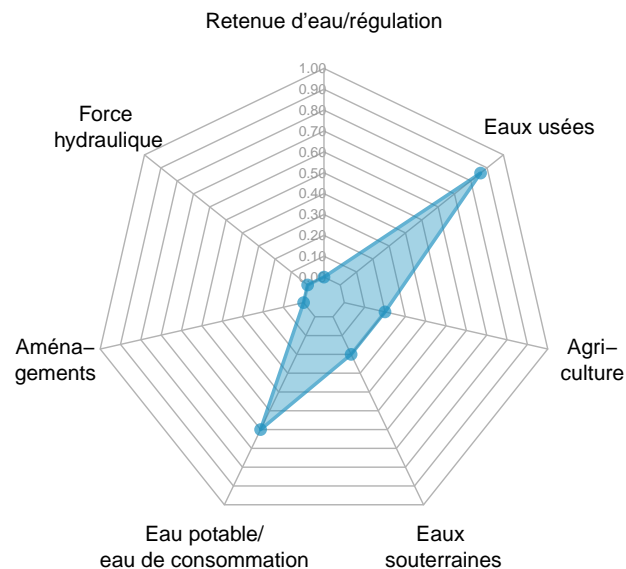 Retenue d'eau/régulation
1.00
0.90
0.80
0.70
0.60
0.50
0.40
0.30
0.20
0.10
0.00
Force
hydraulique
Eaux usées
Aména–
gements
Agri–
culture
Eau potable/
eau de consommation
Eaux
souterraines